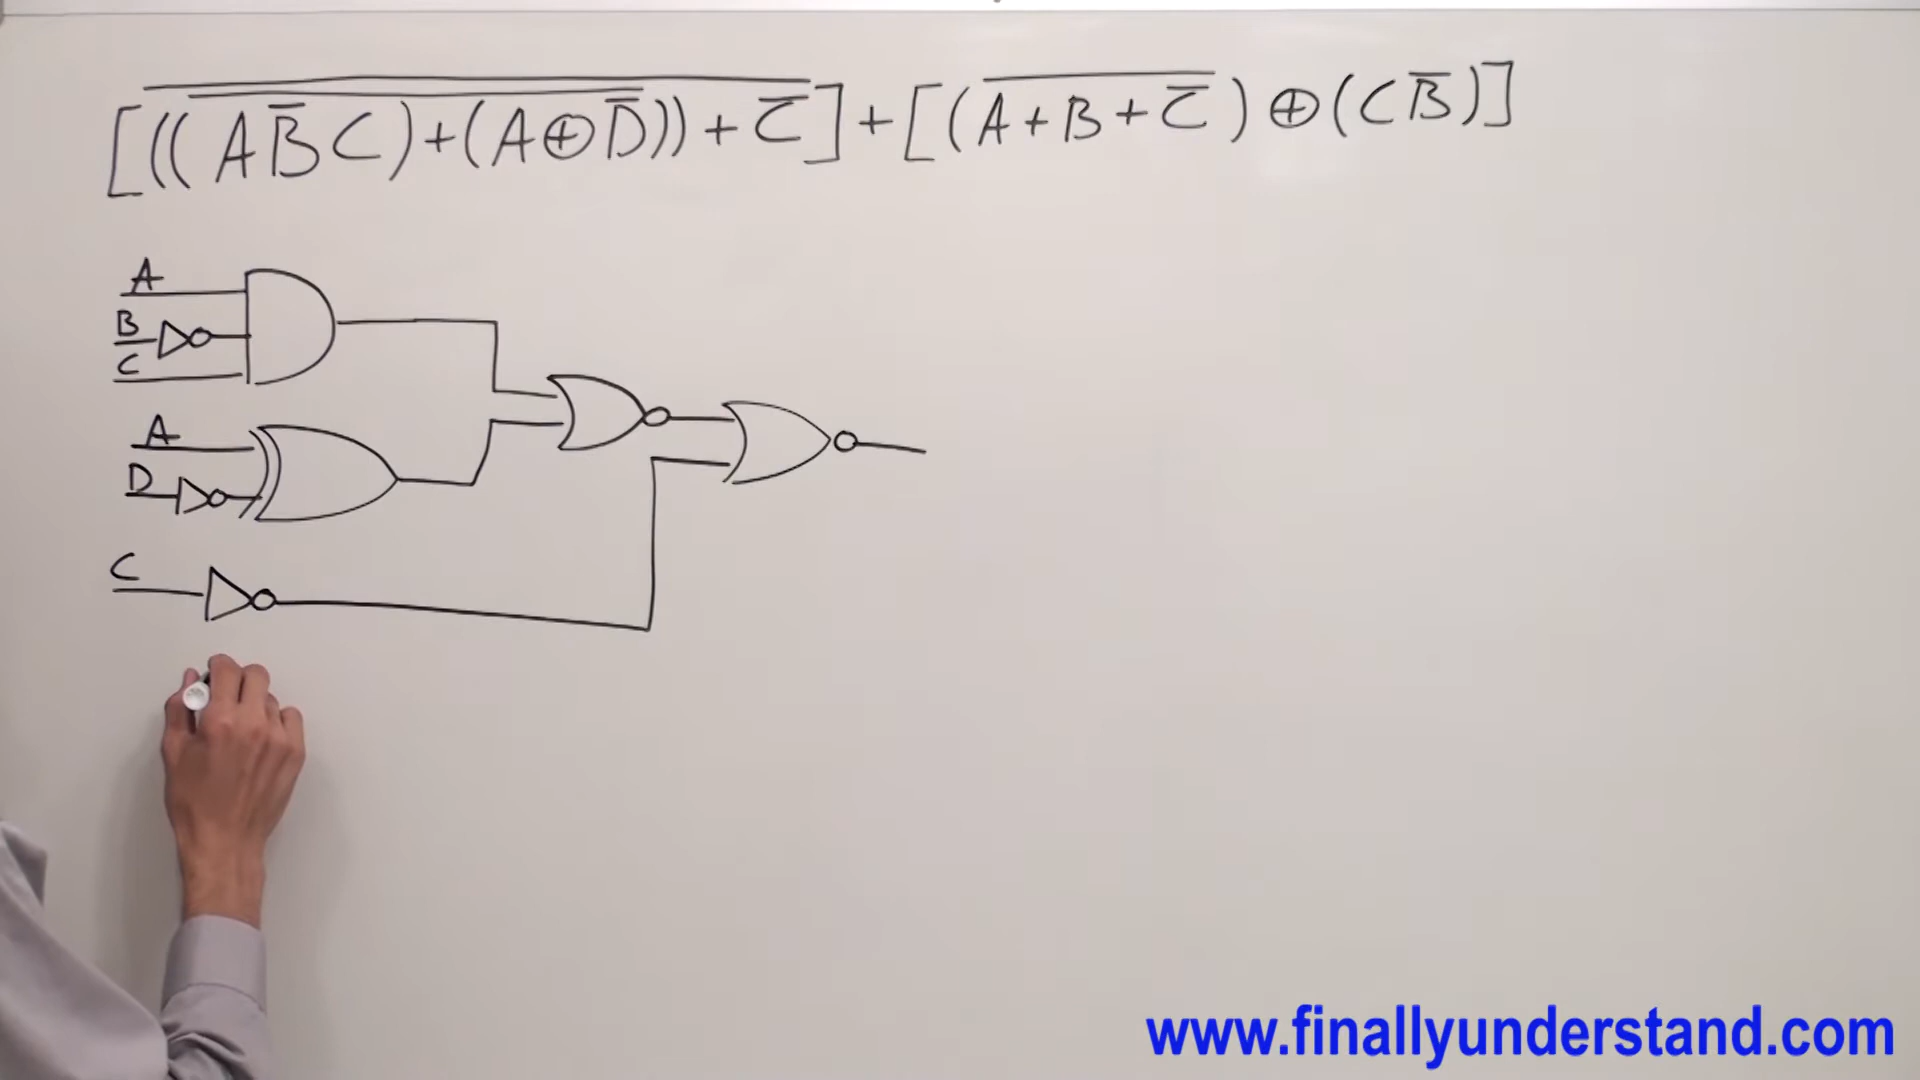 [((AB̅C)+(A⊕D̅))+C̅]+[(A+B+C̅)⊕(CB̅)]
A
B
C
A
D
C
www.finallyunderstand.com